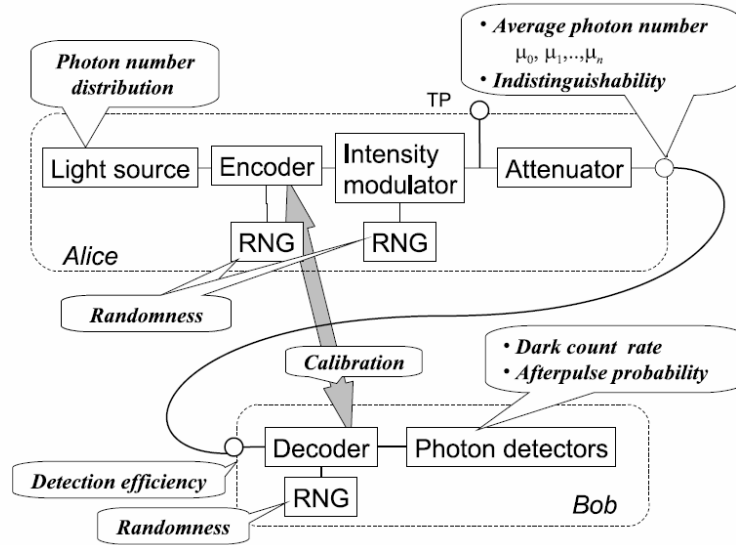 • Average photon number
μ₀, μ₁,..,μₙ
• Indistinguishability
Photon number
distribution
TP
Light source
Encoder
Intensity
modulator
Attenuator
RNG
RNG
Alice
Randomness
Calibration
• Dark count rate
• Afterpulse probability
Decoder
Photon detectors
Detection efficiency
RNG
Bob
Randomness